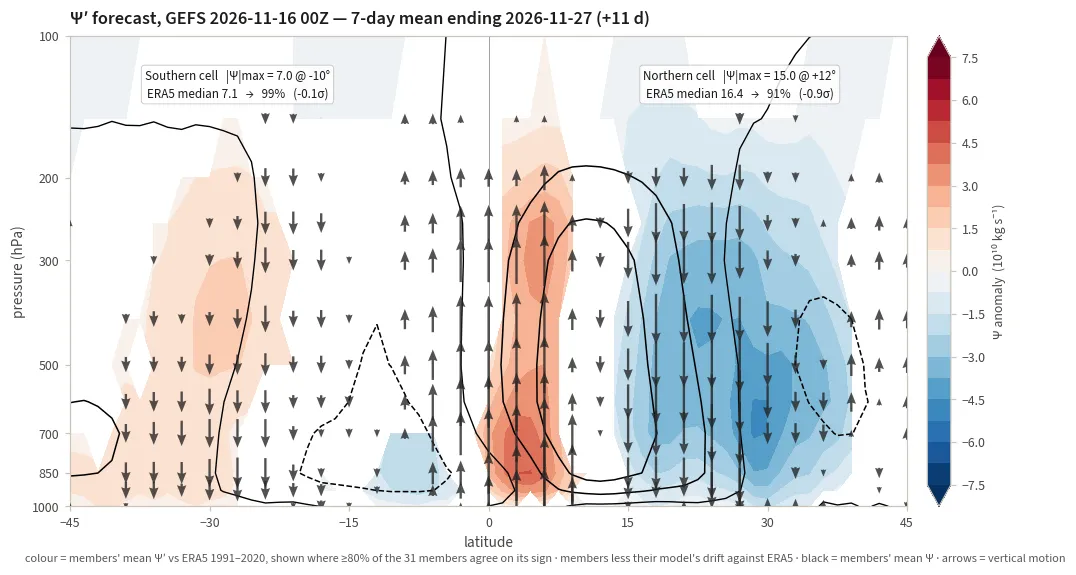 Ψ′ forecast, GEFS 2026-11-16 00Z — 7-day mean ending 2026-11-27 (+11 d)
Southern cell |Ψ|max = 7.0 @ -10°
ERA5 median 7.1 → 99% (-0.1σ)
Northern cell |Ψ|max = 15.0 @ +12°
ERA5 median 16.4 → 91% (-0.9σ)
pressure (hPa)
100
200
300
400
500
700
850
1000
−45
−30
−15
0
15
30
45
latitude
7.5
6.0
4.5
3.0
1.5
0.0
−1.5
−3.0
−4.5
−6.0
−7.5
Ψ anomaly (10¹⁰ kg s⁻¹)
colour = members' mean Ψ′ vs ERA5 1991–2020, shown where ≥80% of the 31 members agree on its sign · members less their model's drift against ERA5 · black = members' mean Ψ · arrows = vertical motion